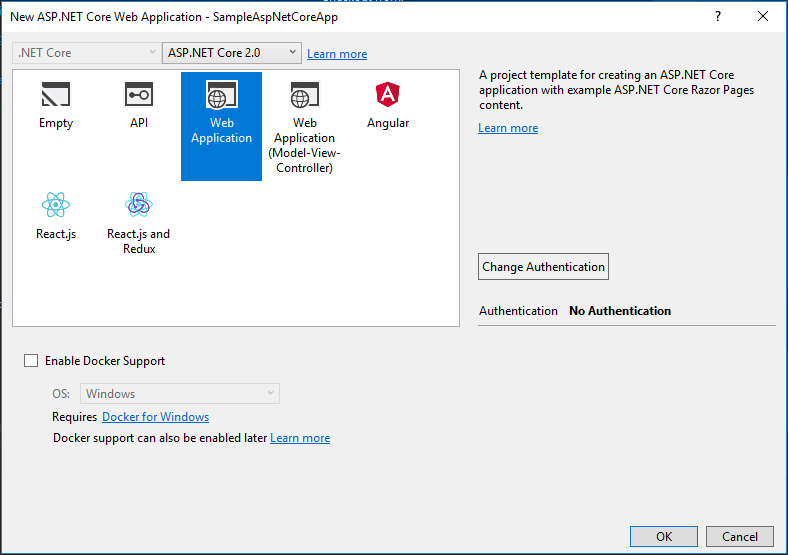 New ASP.NET Core Web Application - SampleAspNetCoreApp
?
.NET Core
ASP.NET Core 2.0
Learn more
Empty
API
Web
Application
Web
Application
(Model-View-
Controller)
Angular
React.js
React.js and
Redux
A project template for creating an ASP.NET Core
application with example ASP.NET Core Razor Pages
content.
Learn more
Change Authentication
Authentication No Authentication
Enable Docker Support
OS: Windows
Requires Docker for Windows
Docker support can also be enabled later Learn more
OK
Cancel